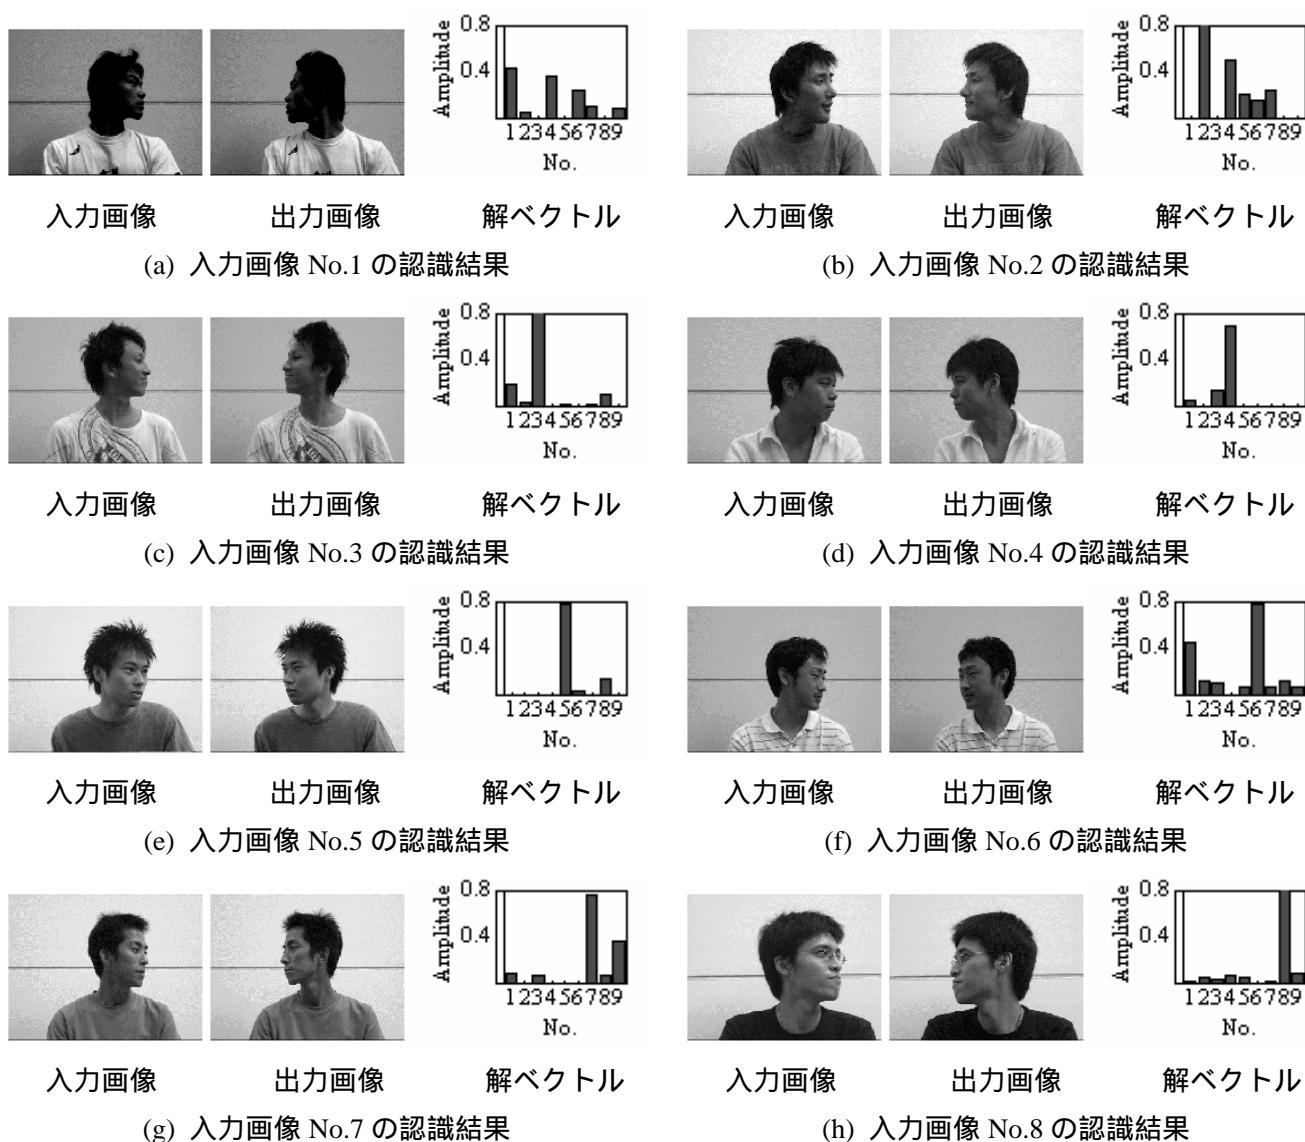 Amplitude 0.8 0.4 123456789 No.
Amplitude 0.8 0.4 123456789 No.
入力画像 出力画像 解ベクトル
入力画像 出力画像 解ベクトル
(a) 入力画像 No.1 の認識結果
(b) 入力画像 No.2 の認識結果
Amplitude 0.8 0.4 123456789 No.
Amplitude 0.8 0.4 123456789 No.
入力画像 出力画像 解ベクトル
入力画像 出力画像 解ベクトル
(c) 入力画像 No.3 の認識結果
(d) 入力画像 No.4 の認識結果
Amplitude 0.8 0.4 123456789 No.
Amplitude 0.8 0.4 123456789 No.
入力画像 出力画像 解ベクトル
入力画像 出力画像 解ベクトル
(e) 入力画像 No.5 の認識結果
(f) 入力画像 No.6 の認識結果
Amplitude 0.8 0.4 123456789 No.
Amplitude 0.8 0.4 123456789 No.
入力画像 出力画像 解ベクトル
入力画像 出力画像 解ベクトル
(g) 入力画像 No.7 の認識結果
(h) 入力画像 No.8 の認識結果